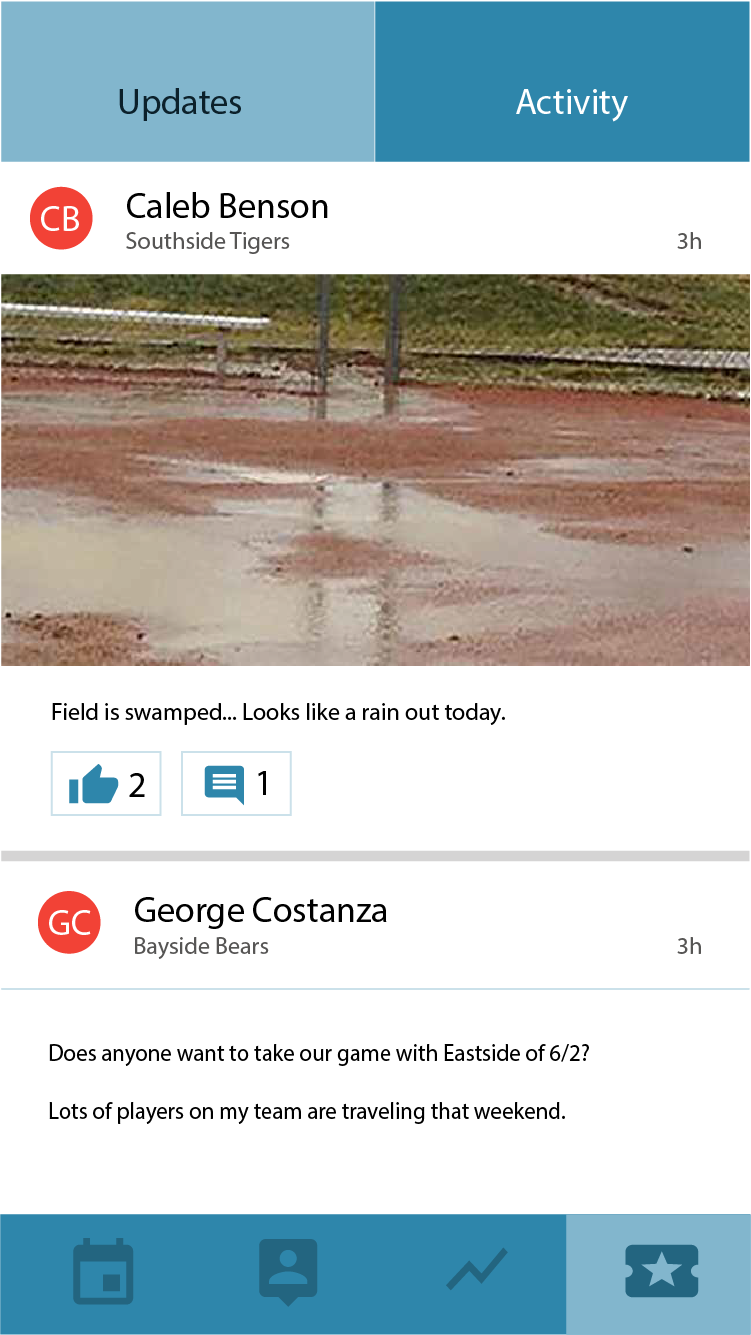 Updates
Activity
CB
Caleb Benson
Southside Tigers
3h
Field is swamped... Looks like a rain out today.
2
1
GC
George Costanza
Bayside Bears
3h
Does anyone want to take our game with Eastside of 6/2?
Lots of players on my team are traveling that weekend.